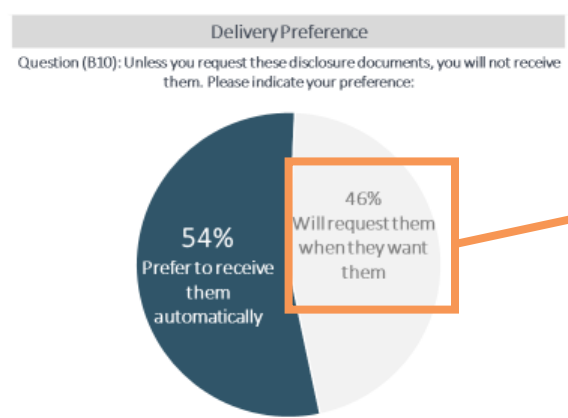 Delivery Preference
Question (B10): Unless you request these disclosure documents, you will not receive
them. Please indicate your preference:
46%
Will request them
when they want
them
54%
Prefer to receive
them
automatically